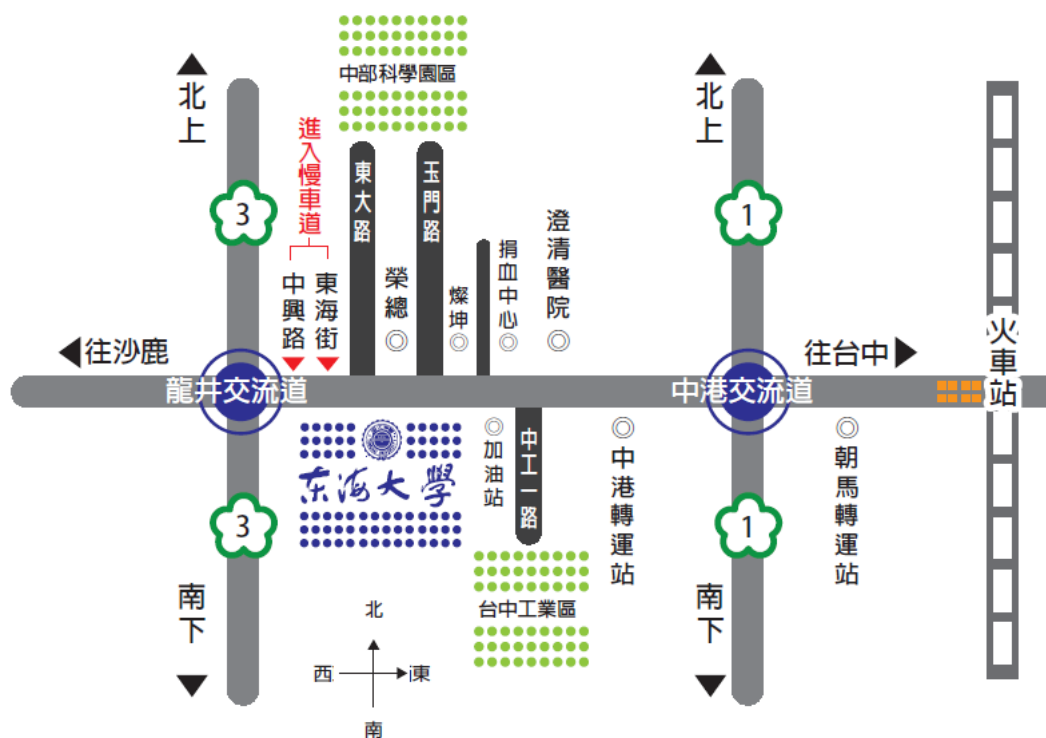 中部科學園區
北上
北上
進入慢車道
東大路
玉門路
3
1
捐血中心
澄清醫院
中興路
東海街
榮總
燦坤
火車站
往沙鹿
往台中
龍井交流道
中港交流道
东海大學
加油站
中工一路
中港轉運站
朝馬轉運站
3
1
南下
南下
台中工業區
北
西
東
南